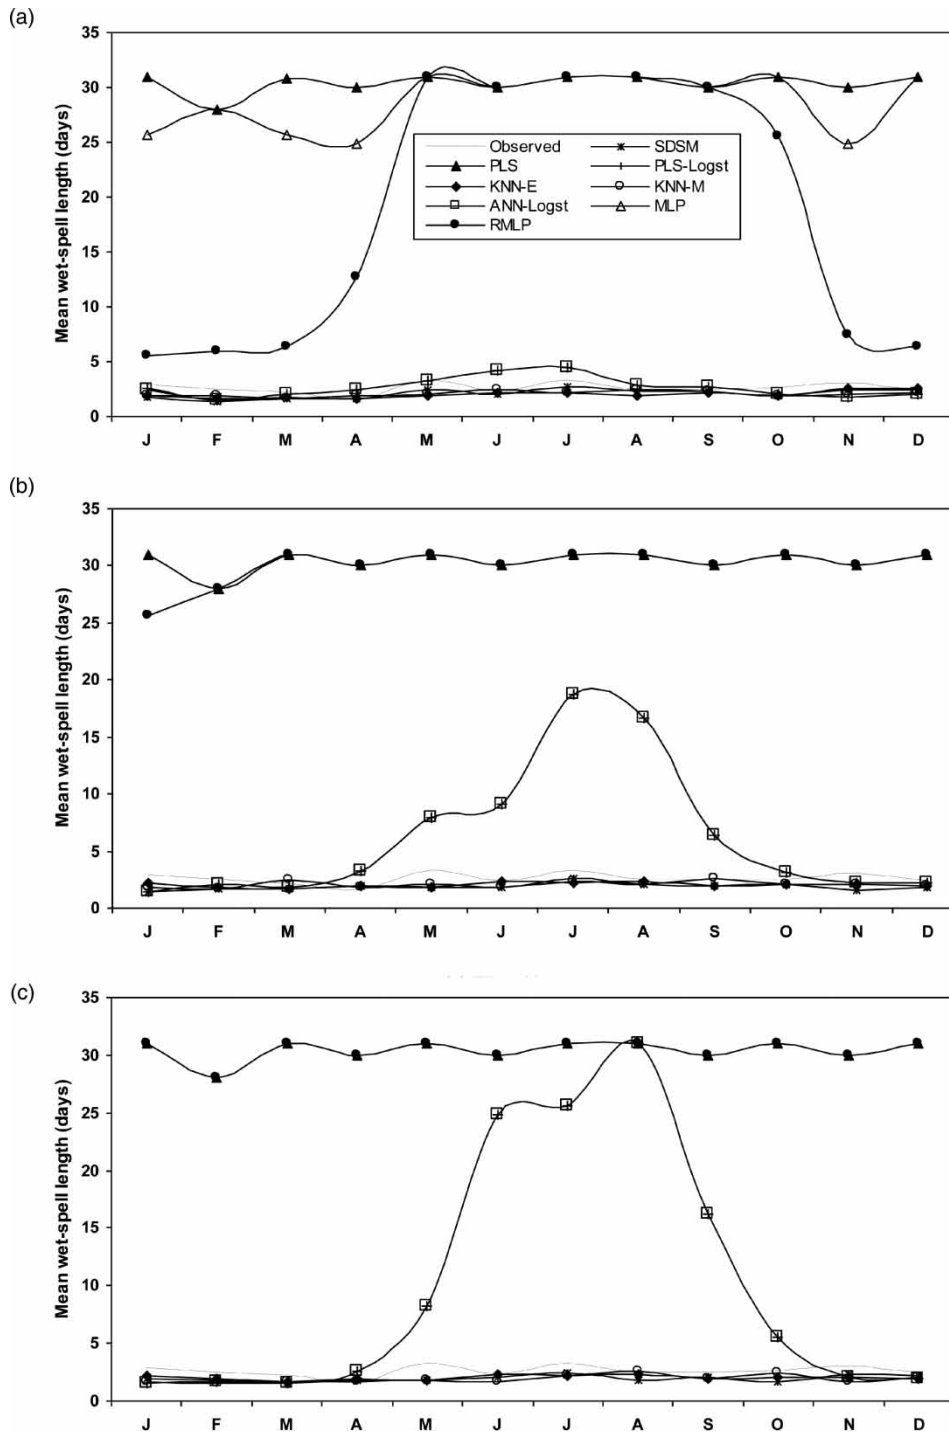 (a)
35
30
25
20
15
10
5
0
Mean wet-spell length (days)
Observed SDSM
PLS PLS-Logst
KNN-E KNN-M
ANN-Logst MLP
RMLP
J F M A M J J A S O N D
(b)
35
30
25
20
15
10
5
0
Mean wet-spell length (days)
J F M A M J J A S O N D
(c)
35
30
25
20
15
10
5
0
Mean wet-spell length (days)
J F M A M J J A S O N D